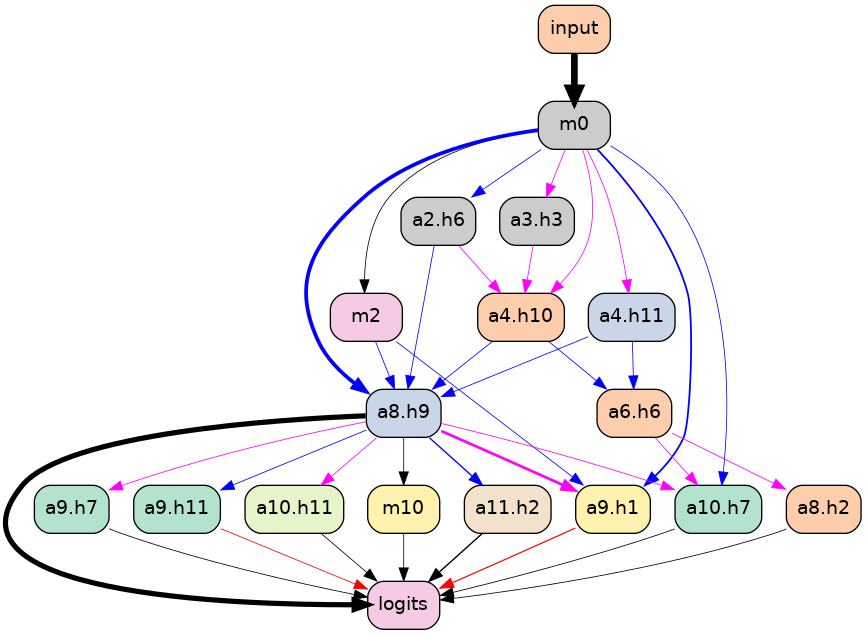 input
m0
a2.h6
a3.h3
m2
a4.h10
a4.h11
a8.h9
a6.h6
a9.h7
a9.h11
a10.h11
m10
a11.h2
a9.h1
a10.h7
a8.h2
logits